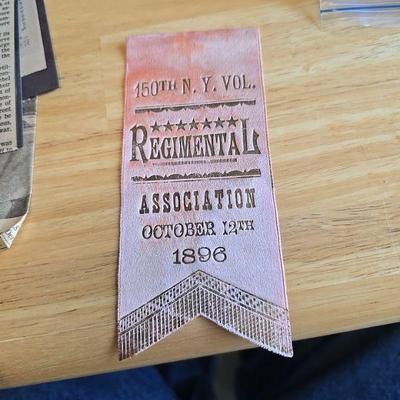 150TH N. Y. VOL.
REGIMENTAL
ASSOCIATION
OCTOBER 12TH
1896